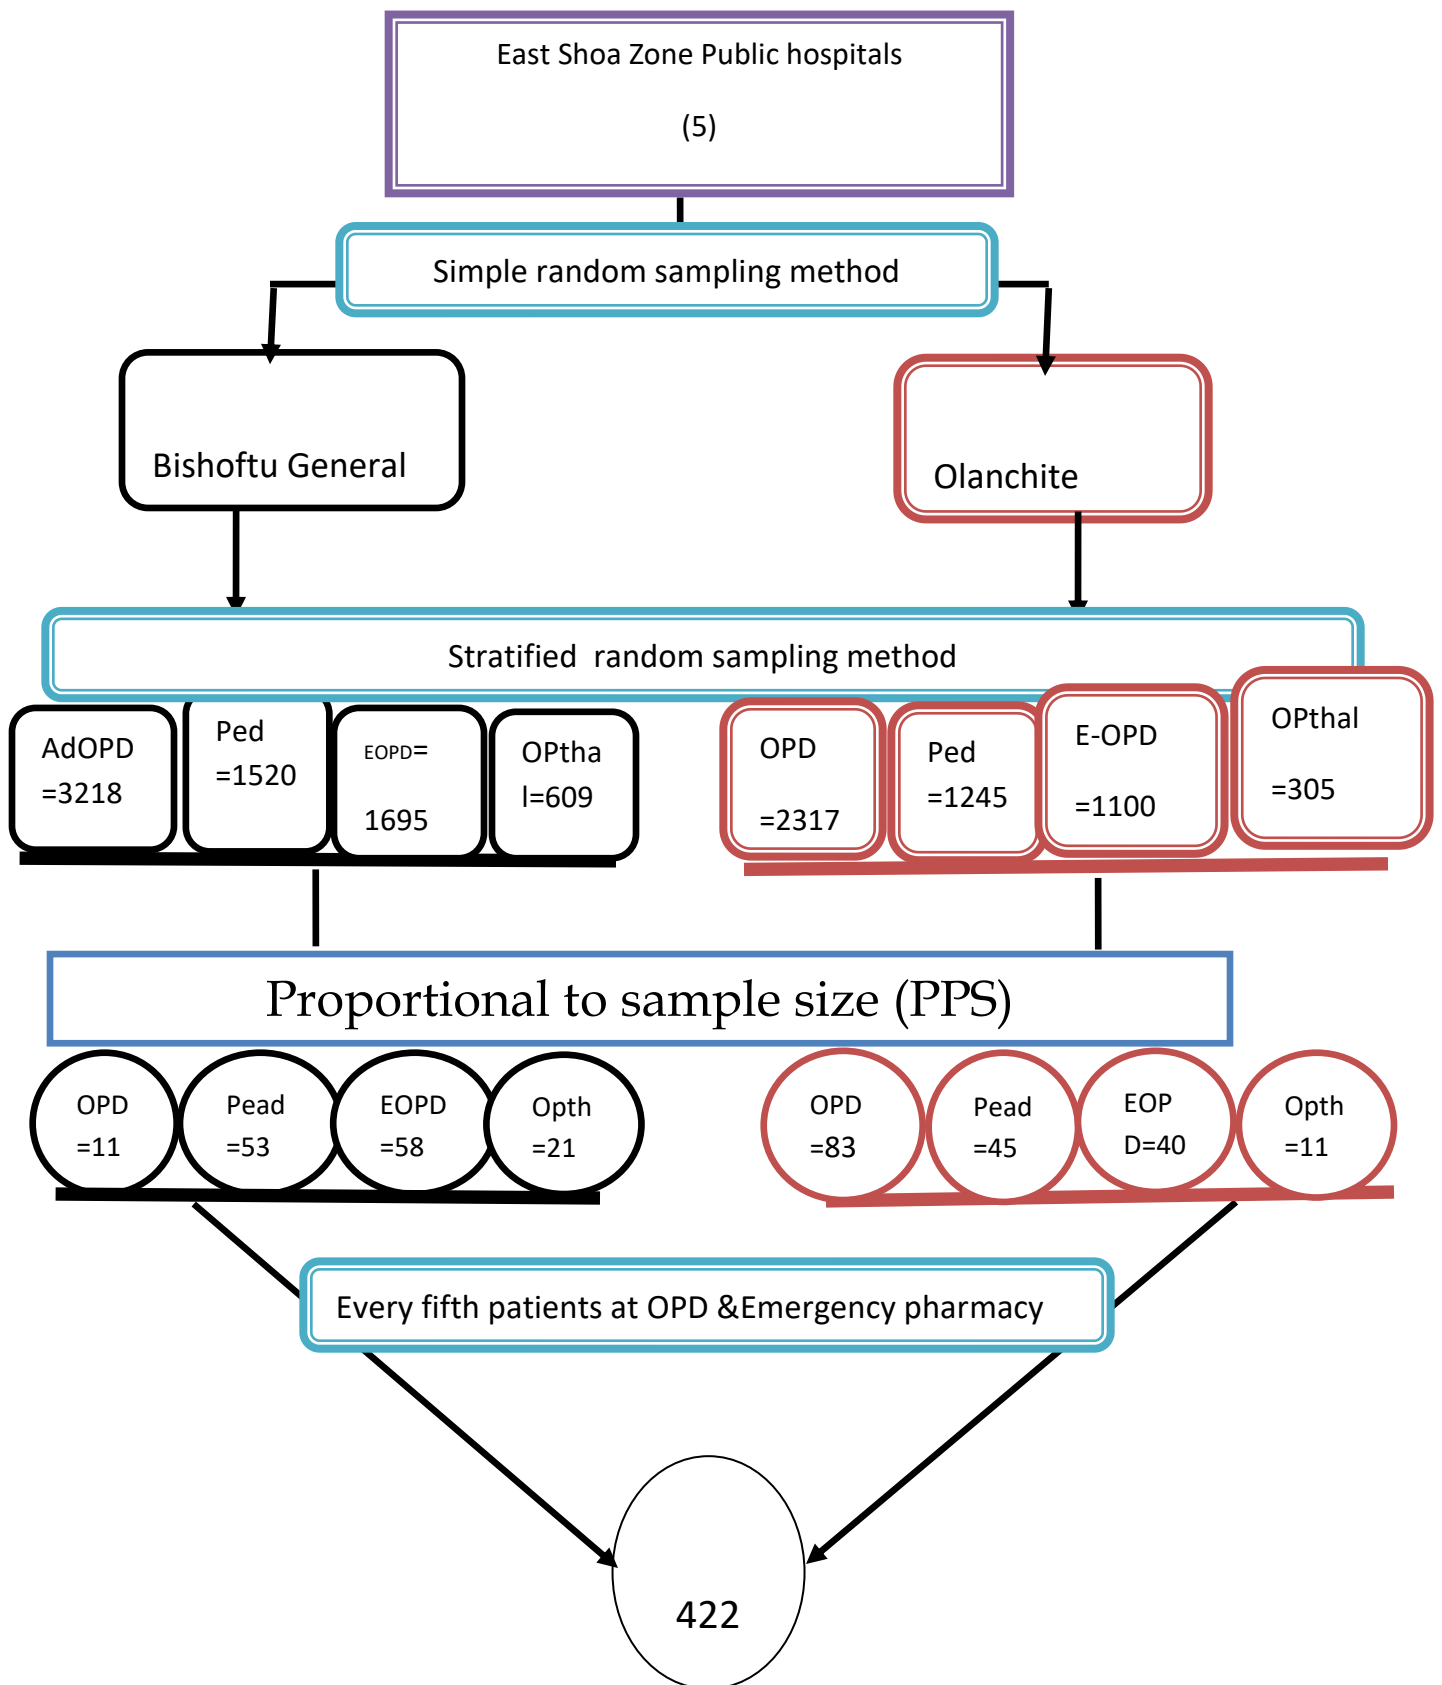 East Shoa Zone Public hospitals
(5)
Simple random sampling method
Bishoftu General
Olanchite
Stratified random sampling method
AdOPD
=3218
Ped
=1520
EOPD=
1695
OPtha
l=609
OPD
=2317
Ped
=1245
E-OPD
=1100
OPthal
=305
Proportional to sample size (PPS)
OPD
=11
Pead
=53
EOPD
=58
Opth
=21
OPD
=83
Pead
=45
EOP
D=40
Opth
=11
Every fifth patients at OPD &Emergency pharmacy
422